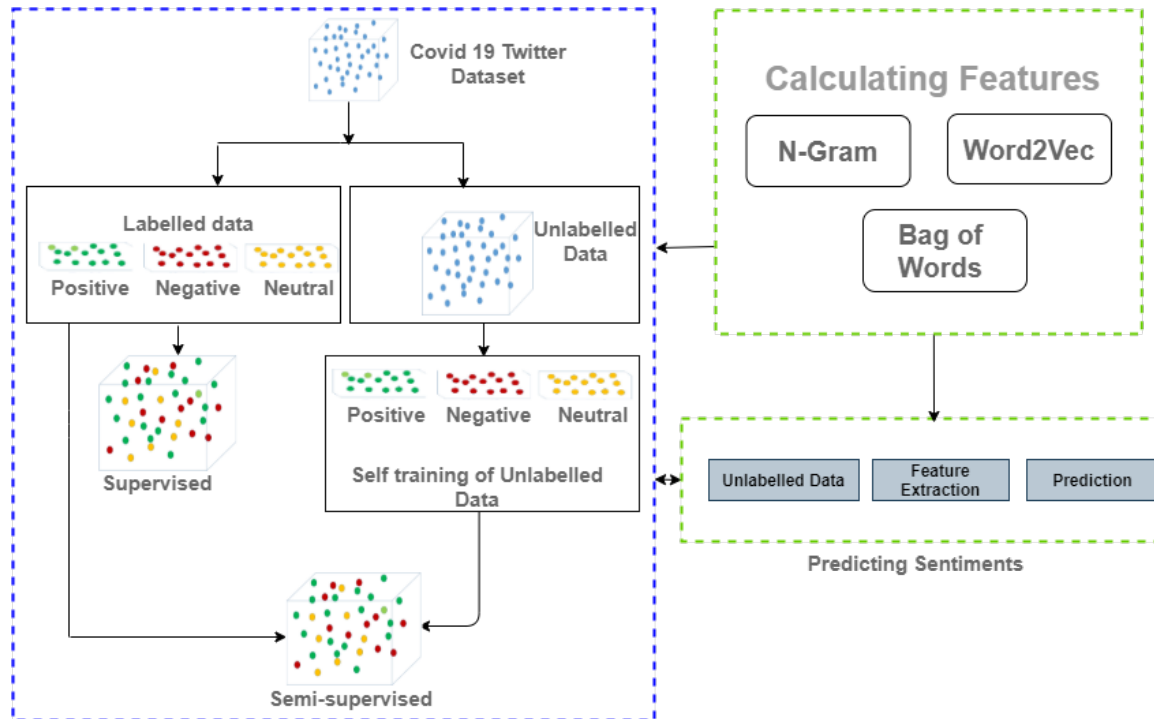 Covid 19 Twitter
Dataset
Labelled data
Positive
Negative
Neutral
Unlabelled
Data
Supervised
Positive
Negative
Neutral
Self training of Unlabelled
Data
Semi-supervised
Calculating Features
N-Gram
Word2Vec
Bag of
Words
Unlabelled Data
Feature
Extraction
Prediction
Predicting Sentiments